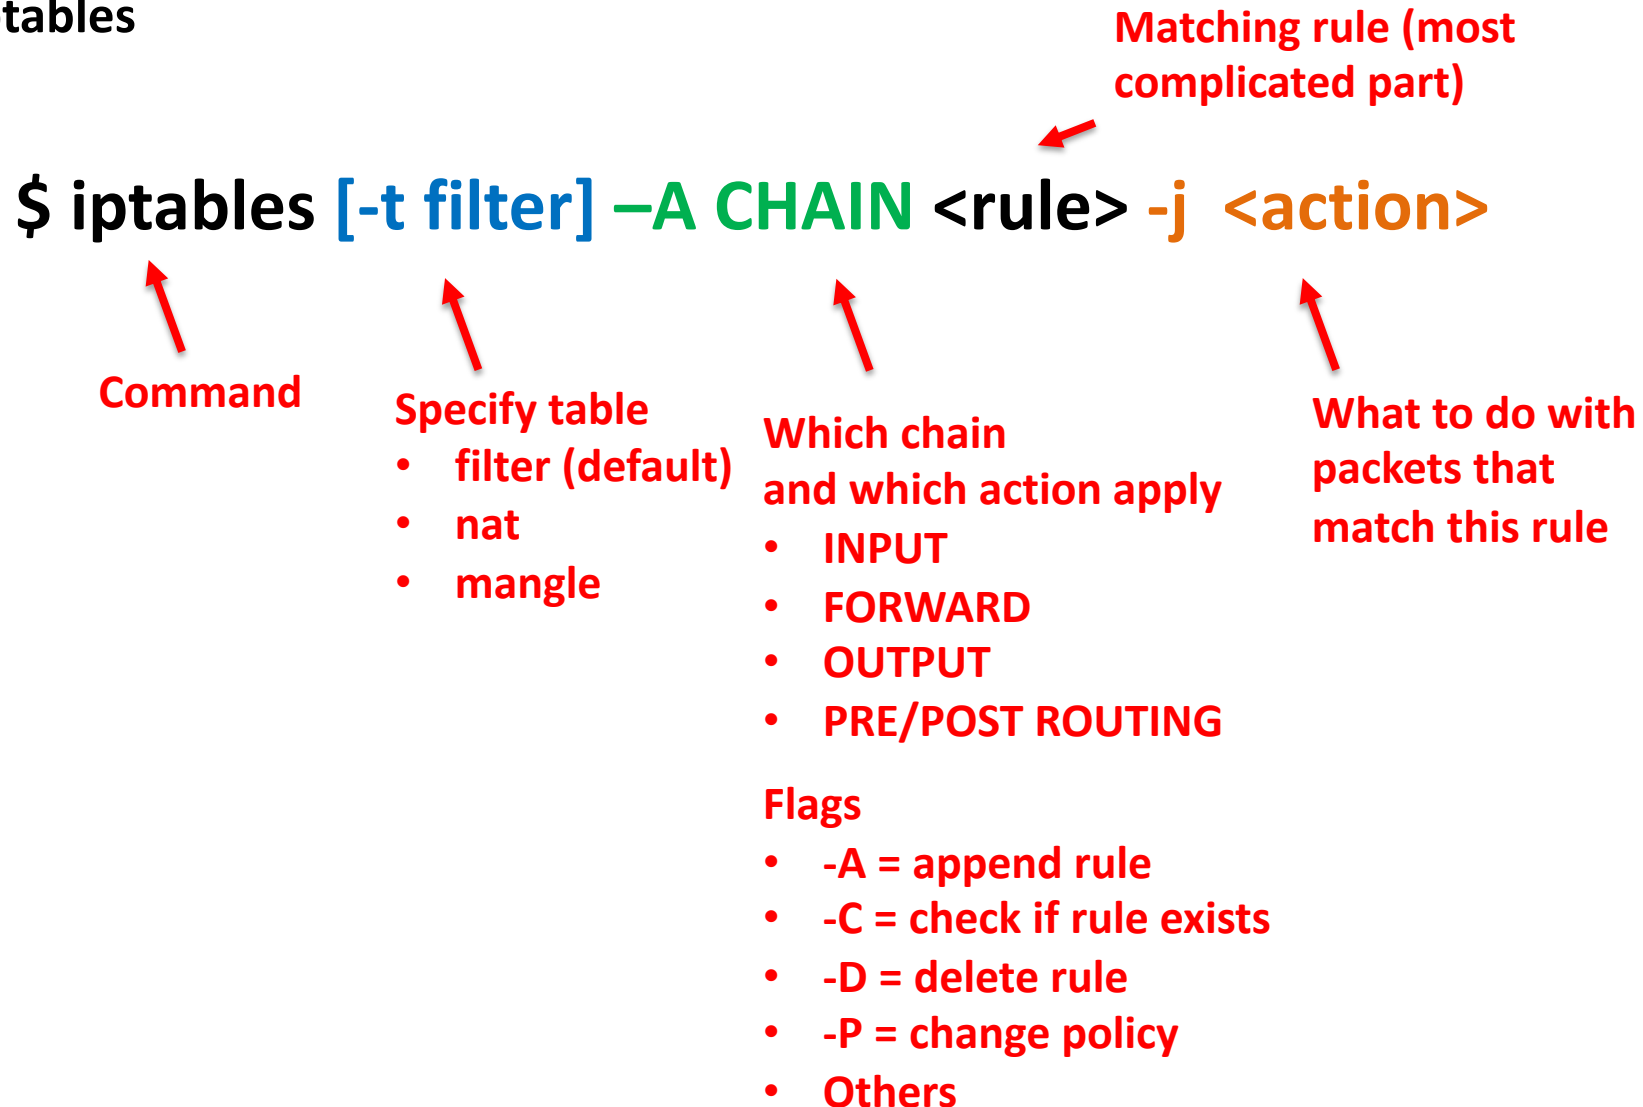 tables
Matching rule (most
complicated part)
$ iptables [-t filter] –A CHAIN <rule> -j <action>
Command
Specify table
• filter (default)
• nat
• mangle
Which chain
and which action apply
• INPUT
• FORWARD
• OUTPUT
• PRE/POST ROUTING
Flags
• -A = append rule
• -C = check if rule exists
• -D = delete rule
• -P = change policy
• Others
What to do with
packets that
match this rule